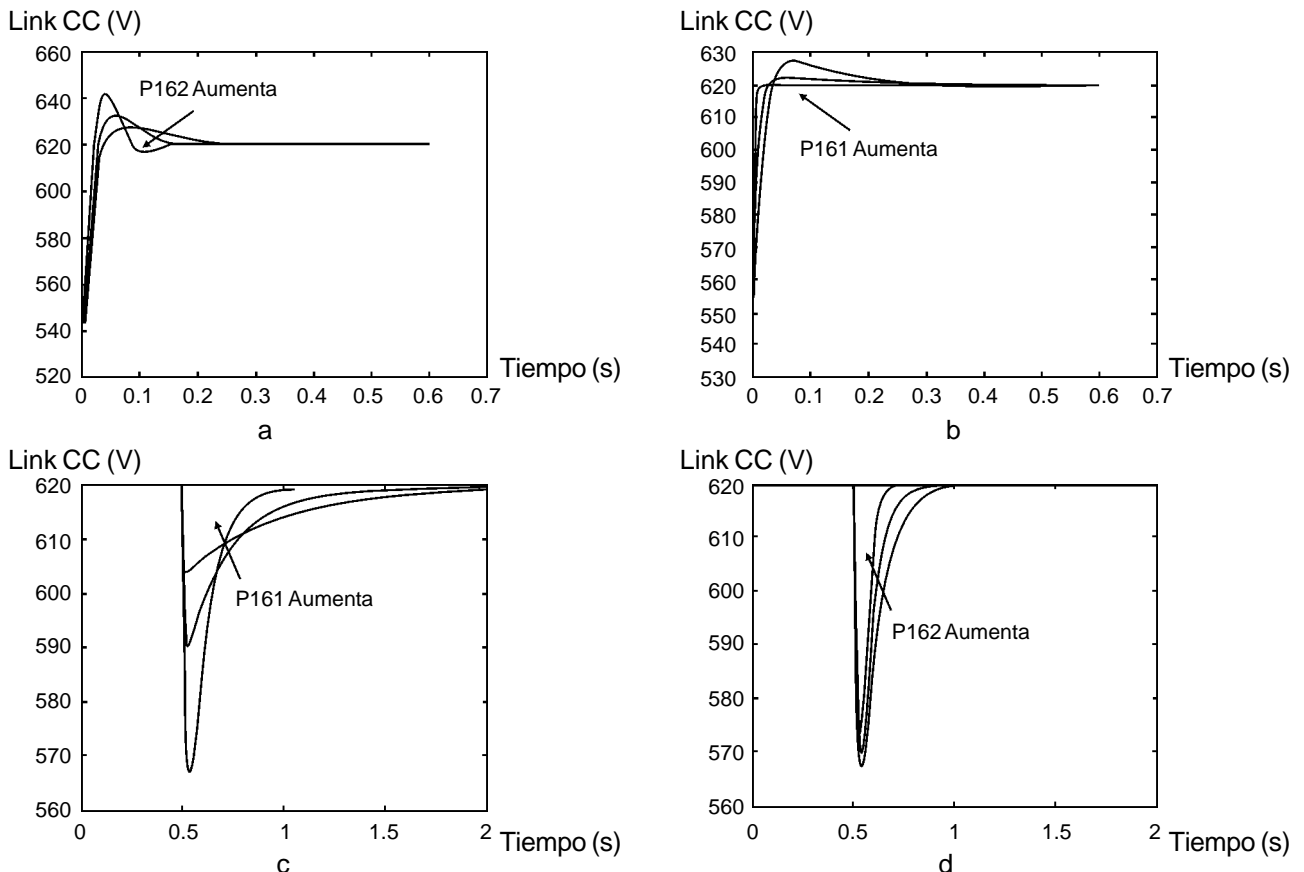 Link CC (V)
660
640
620
600
580
560
540
520
P162 Aumenta
0 0.1 0.2 0.3 0.4 0.5 0.6 0.7
Tiempo (s)
a
Link CC (V)
630
620
610
600
590
580
570
560
550
540
530
P161 Aumenta
0 0.1 0.2 0.3 0.4 0.5 0.6 0.7
Tiempo (s)
b
Link CC (V)
620
610
600
590
580
570
560
P161 Aumenta
0 0.5 1 1.5 2
Tiempo (s)
c
Link CC (V)
620
610
600
590
580
570
560
P162 Aumenta
0 0.5 1 1.5 2
Tiempo (s)
d